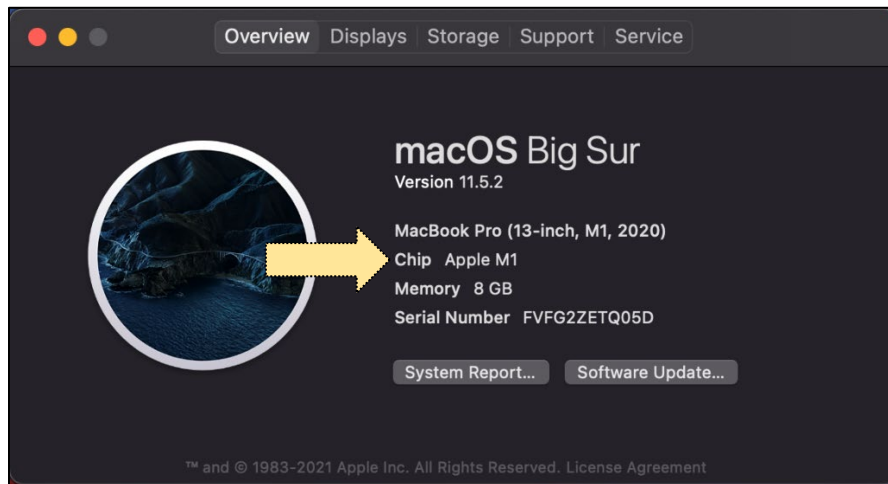 Overview Displays Storage Support Service
macOS Big Sur
Version 11.5.2
MacBook Pro (13-inch, M1, 2020)
Chip Apple M1
Memory 8 GB
Serial Number FVFG2ZETQ05D
System Report... Software Update...
™ and © 1983-2021 Apple Inc. All Rights Reserved. License Agreement